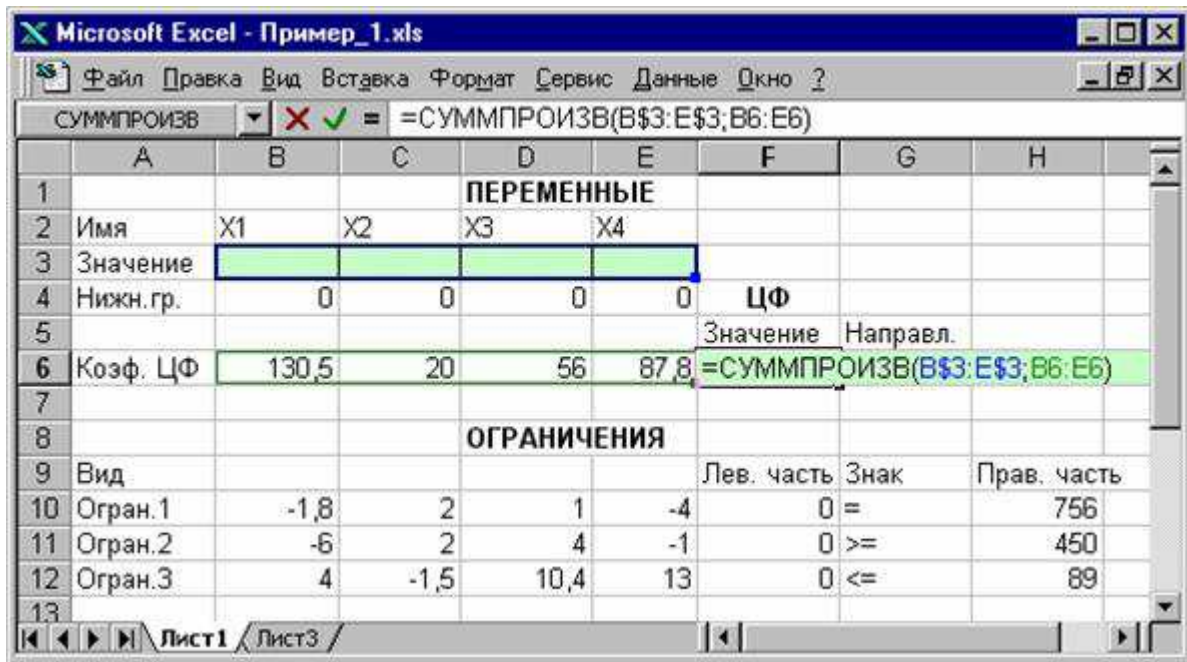 Microsoft Excel - Пример_1.xls
Файл Правка Вид Вставка Формат Сервис Данные Окно ?
СУММПРОИЗВ = =СУММПРОИЗВ(B$3:E$3;B6:E6)
A B C D E F G H
1 ПЕРЕМЕННЫЕ
2 Имя X1 X2 X3 X4
3 Значение
4 Нижн.гр. 0 0 0 0 ЦФ
5 Значение Направл.
6 Коэф. ЦФ 130,5 20 56 87,8 =СУММПРОИЗВ(B$3:E$3;B6:E6)
7
8 ОГРАНИЧЕНИЯ
9 Вид Лев. часть Знак Прав. часть
10 Огран.1 -1,8 2 1 -4 0 = 756
11 Огран.2 -6 2 4 -1 0 >= 450
12 Огран.3 4 -1,5 10,4 13 0 <= 89
13
Лист1 Лист3